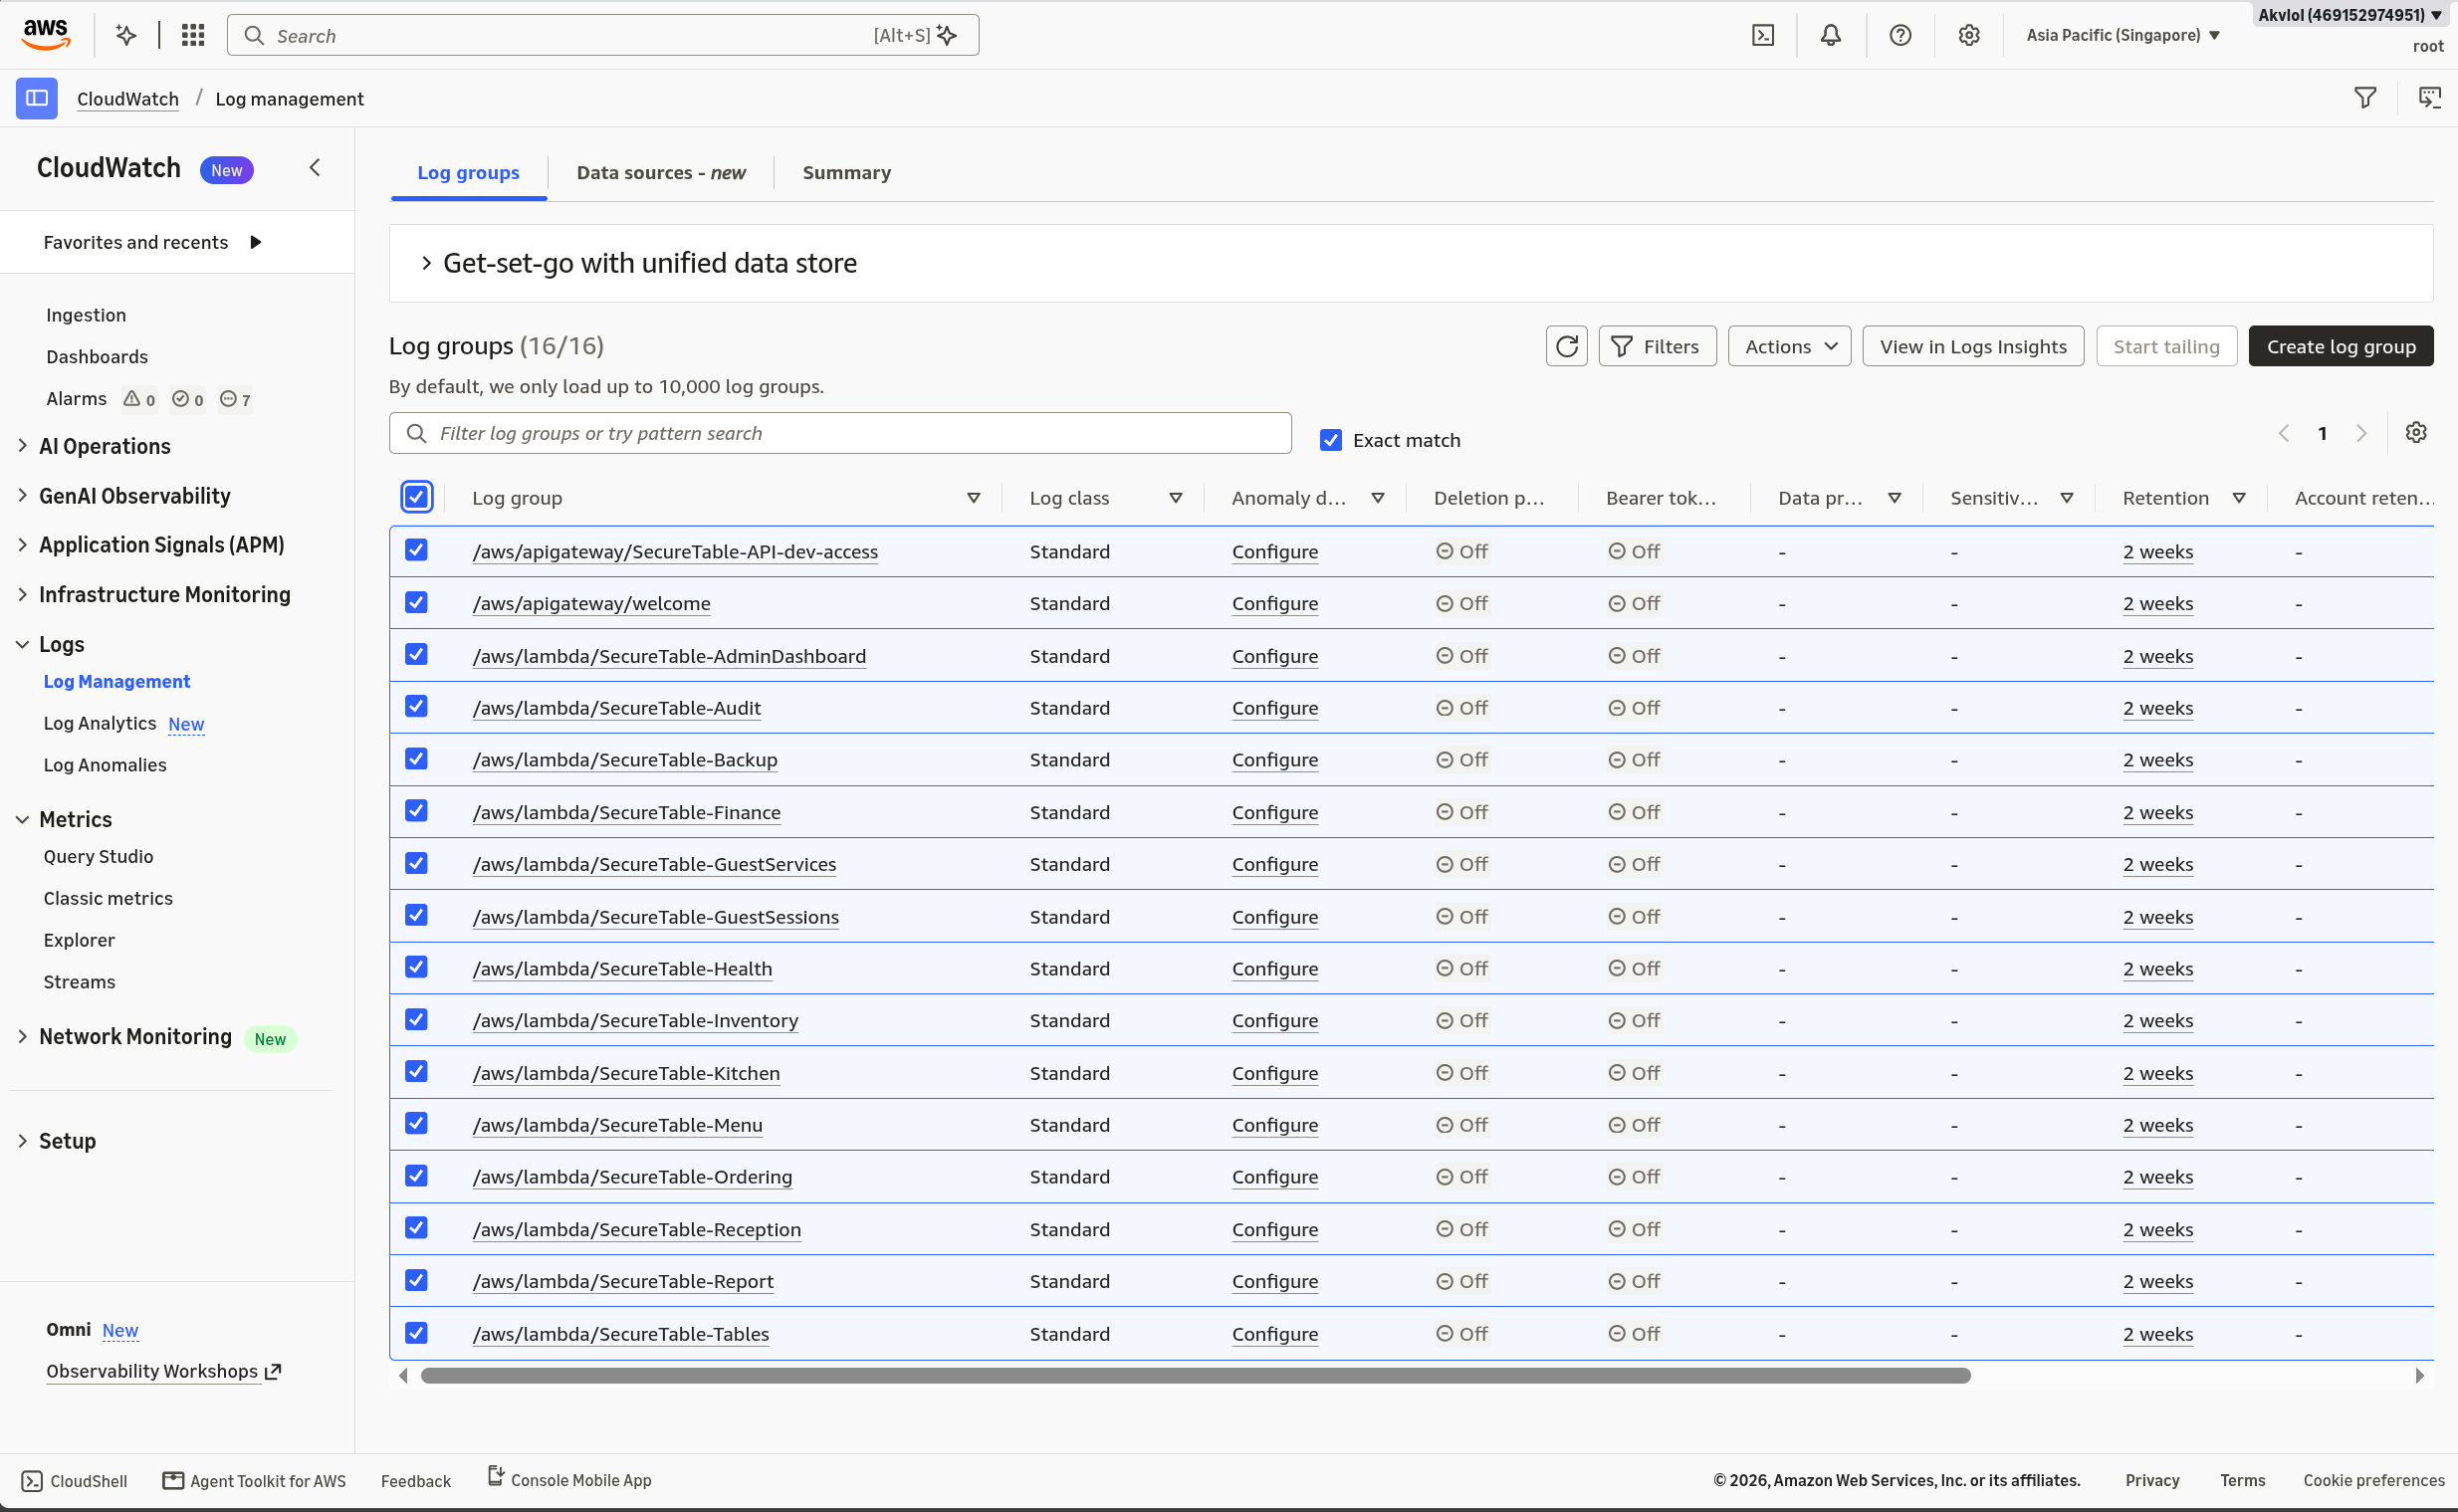 aws
Search [Alt+S]
Asia Pacific (Singapore)
Akvlol (469152974951)
root
CloudWatch / Log management
CloudWatch New
Favorites and recents
Ingestion
Dashboards
Alarms 0 0 7
AI Operations
GenAI Observability
Application Signals (APM)
Infrastructure Monitoring
Logs
Log Management
Log Analytics New
Log Anomalies
Metrics
Query Studio
Classic metrics
Explorer
Streams
Network Monitoring New
Setup
Omni New
Observability Workshops
Log groups Data sources - new Summary
Get-set-go with unified data store
Log groups (16/16)
Filters Actions View in Logs Insights Start tailing Create log group
By default, we only load up to 10,000 log groups.
Filter log groups or try pattern search Exact match 1
Log group Log class Anomaly d... Deletion p... Bearer tok... Data pr... Sensitiv... Retention Account reten...
/aws/apigateway/SecureTable-API-dev-access Standard Configure Off Off - - 2 weeks -
/aws/apigateway/welcome Standard Configure Off Off - - 2 weeks -
/aws/lambda/SecureTable-AdminDashboard Standard Configure Off Off - - 2 weeks -
/aws/lambda/SecureTable-Audit Standard Configure Off Off - - 2 weeks -
/aws/lambda/SecureTable-Backup Standard Configure Off Off - - 2 weeks -
/aws/lambda/SecureTable-Finance Standard Configure Off Off - - 2 weeks -
/aws/lambda/SecureTable-GuestServices Standard Configure Off Off - - 2 weeks -
/aws/lambda/SecureTable-GuestSessions Standard Configure Off Off - - 2 weeks -
/aws/lambda/SecureTable-Health Standard Configure Off Off - - 2 weeks -
/aws/lambda/SecureTable-Inventory Standard Configure Off Off - - 2 weeks -
/aws/lambda/SecureTable-Kitchen Standard Configure Off Off - - 2 weeks -
/aws/lambda/SecureTable-Menu Standard Configure Off Off - - 2 weeks -
/aws/lambda/SecureTable-Ordering Standard Configure Off Off - - 2 weeks -
/aws/lambda/SecureTable-Reception Standard Configure Off Off - - 2 weeks -
/aws/lambda/SecureTable-Report Standard Configure Off Off - - 2 weeks -
/aws/lambda/SecureTable-Tables Standard Configure Off Off - - 2 weeks -
CloudShell Agent Toolkit for AWS Feedback Console Mobile App © 2026, Amazon Web Services, Inc. or its affiliates. Privacy Terms Cookie preferences